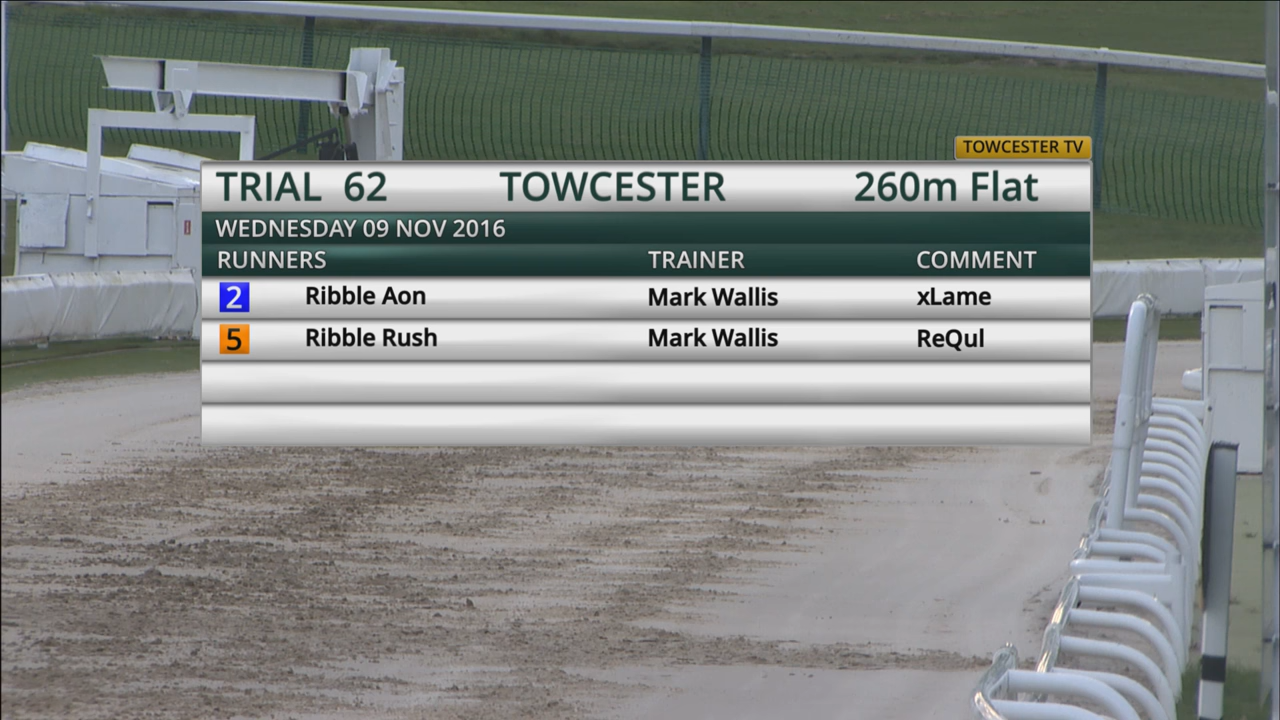 TOWCESTER TV
TRIAL 62 TOWCESTER 260m Flat
WEDNESDAY 09 NOV 2016
RUNNERS TRAINER COMMENT
2 Ribble Aon Mark Wallis xLame
5 Ribble Rush Mark Wallis ReQul